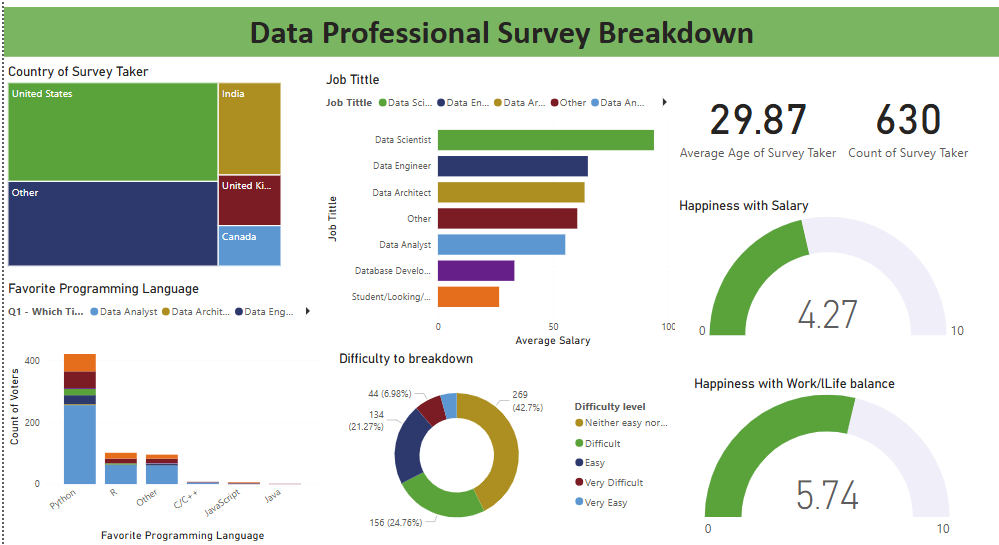 Data Professional Survey Breakdown
Country of Survey Taker
United States
India
Other
United Ki...
Canada
Job Tittle
Job Tittle Data Sci... Data En... Data Ar... Other Data An...
Job Tittle
Data Scientist
Data Engineer
Data Architect
Other
Data Analyst
Database Develo...
Student/Looking/...
0 50 100
Average Salary
29.87
Average Age of Survey Taker
630
Count of Survey Taker
Happiness with Salary
4.27
0 10
Favorite Programming Language
Q1 - Which Ti... Data Analyst Data Archit... Data Eng...
Count of Voters
400
200
0
Python R Other C/C++ JavaScript Java
Favorite Programming Language
Difficulty to breakdown
44 (6.98%)
269
(42.7%)
134
(21.27%)
156 (24.76%)
Difficulty level
Neither easy nor...
Difficult
Easy
Very Difficult
Very Easy
Happiness with Work/lLife balance
5.74
0 10